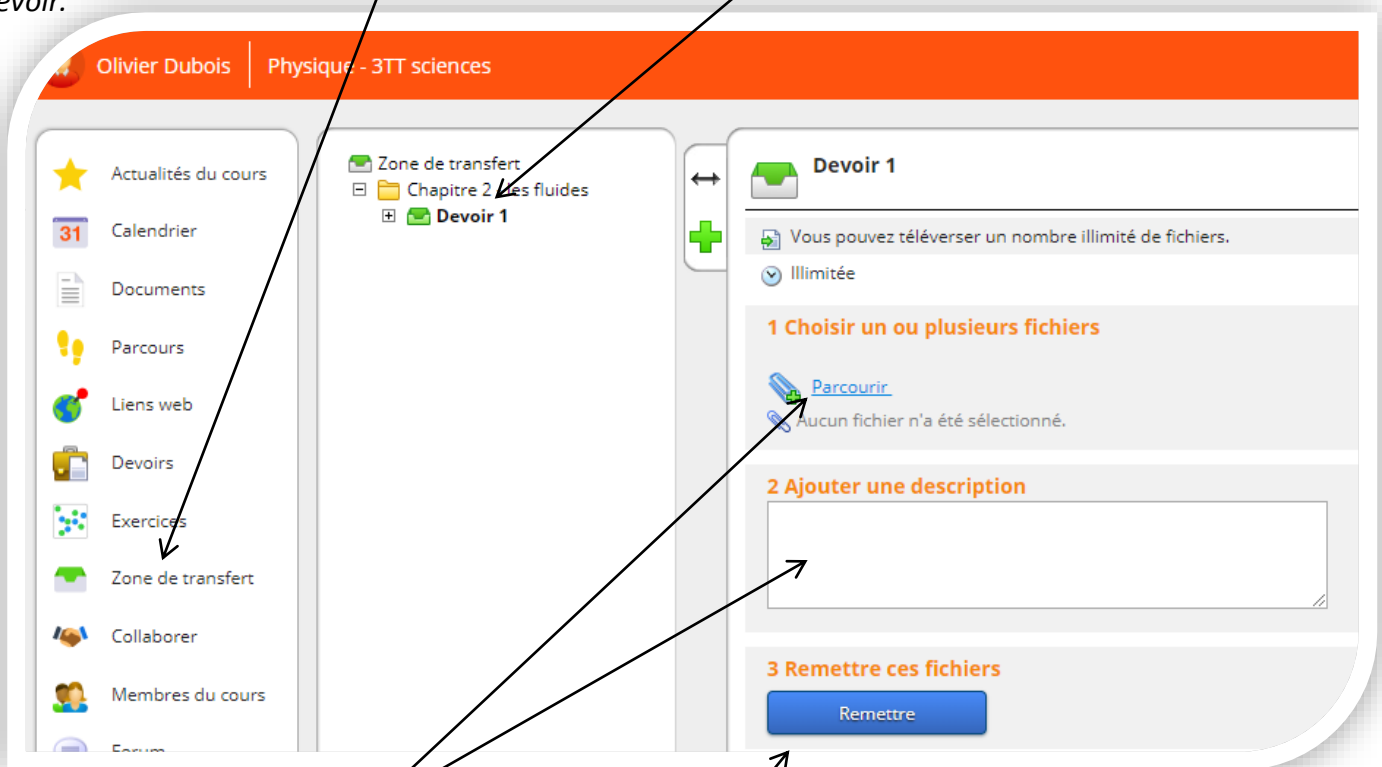 evoir.
Olivier Dubois Physique - 3TT sciences
Actualités du cours
31 Calendrier
Documents
Parcours
Liens web
Devoirs
Exercices
Zone de transfert
Collaborer
Membres du cours
Forum
Zone de transfert
Chapitre 2 les fluides
Devoir 1
Devoir 1
Vous pouvez téléverser un nombre illimité de fichiers.
Illimitée
1 Choisir un ou plusieurs fichiers
Parcourir
Aucun fichier n'a été sélectionné.
2 Ajouter une description
3 Remettre ces fichiers
Remettre